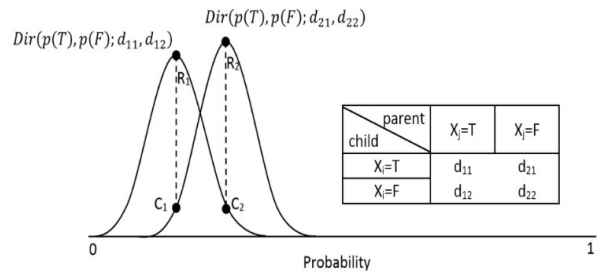 Dir(p(T), p(F); d₂₁, d₂₂)
Dir(p(T), p(F); d₁₁, d₁₂)
R₁
R₂
C₁
C₂
parent
child
Xⱼ=T
Xⱼ=F
Xᵢ=T
d₁₁
d₂₁
Xᵢ=F
d₁₂
d₂₂
0
1
Probability